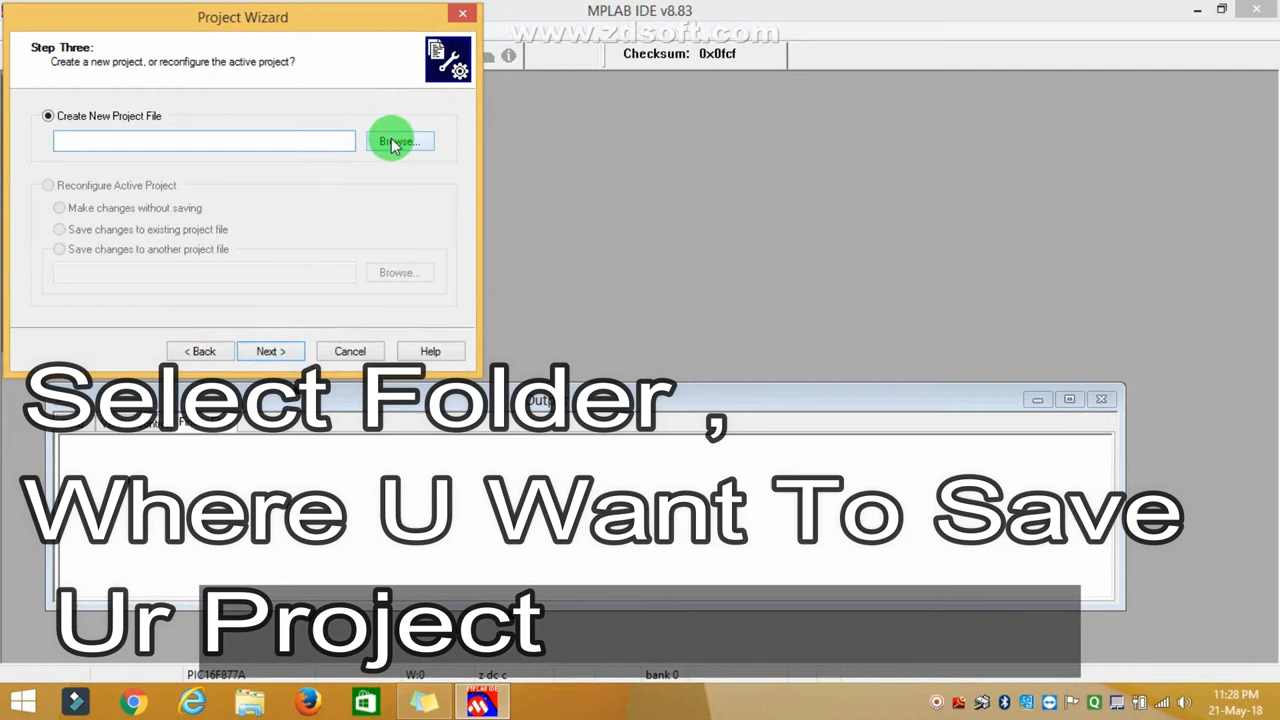 Project Wizard
MPLAB IDE v8.83
www.zdsoft.com
Step Three:
Create a new project, or reconfigure the active project?
Checksum: 0x0fcf
Create New Project File
Browse...
Reconfigure Active Project
Make changes without saving
Save changes to existing project file
Save changes to another project file
Browse...
< Back
Next >
Cancel
Help
Select Folder ,
Where U Want To Save
Ur Project
PIC16F877A
W:0
z dc c
bank 0
MPLAB IDE
11:28 PM
21-May-18